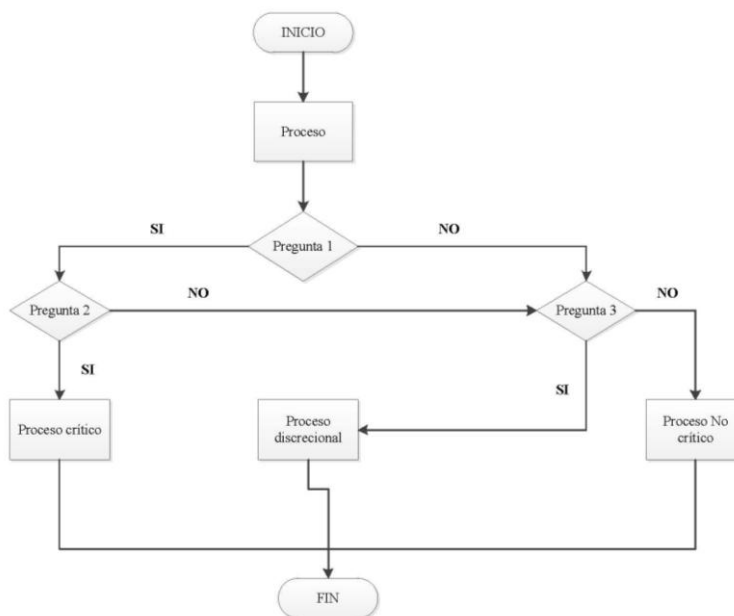 INICIO
Proceso
SI
NO
Pregunta 1
Pregunta 2
NO
Pregunta 3
NO
SI
SI
Proceso crítico
Proceso
discrecional
Proceso No
crítico
FIN